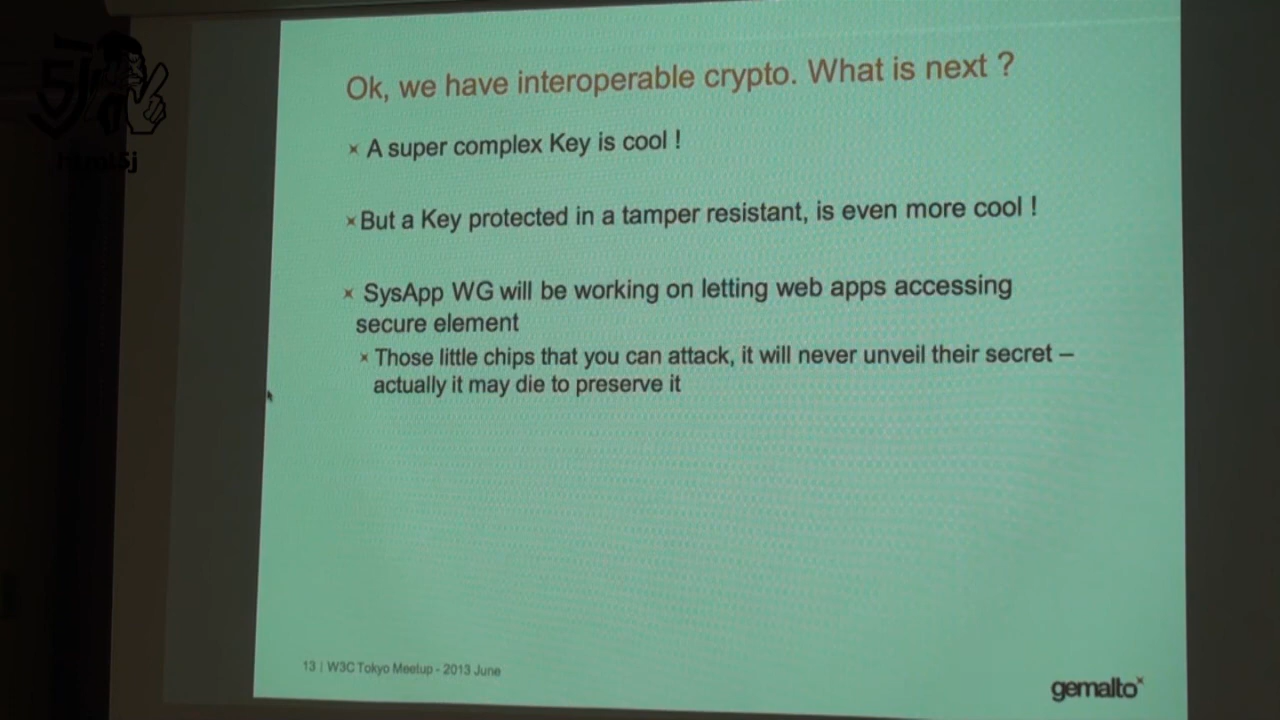 5j
html5j
Ok, we have interoperable crypto. What is next ?
A super complex Key is cool !
But a Key protected in a tamper resistant, is even more cool !
SysApp WG will be working on letting web apps accessing
secure element
Those little chips that you can attack, it will never unveil their secret –
actually it may die to preserve it
13 | W3C Tokyo Meetup - 2013 June
gemalto